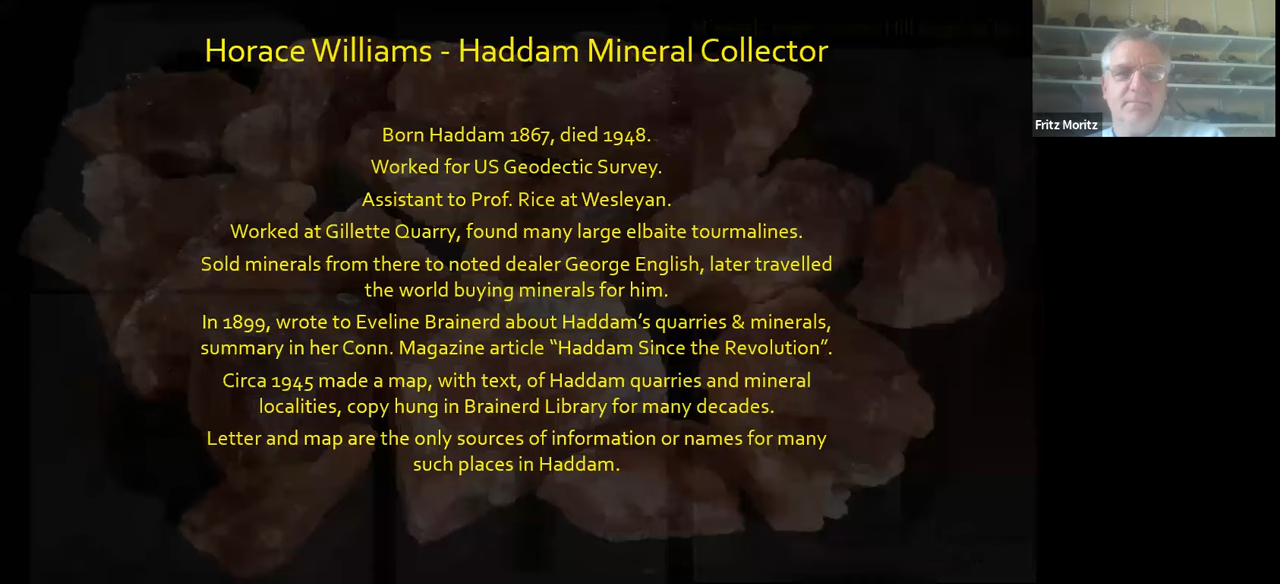 Horace Williams - Haddam Mineral Collector
Born Haddam 1867, died 1948.
Worked for US Geodectic Survey.
Assistant to Prof. Rice at Wesleyan.
Worked at Gillette Quarry, found many large elbaite tourmalines.
Sold minerals from there to noted dealer George English, later travelled
the world buying minerals for him.
In 1899, wrote to Eveline Brainerd about Haddam’s quarries & minerals,
summary in her Conn. Magazine article “Haddam Since the Revolution”.
Circa 1945 made a map, with text, of Haddam quarries and mineral
localities, copy hung in Brainerd Library for many decades.
Letter and map are the only sources of information or names for many
such places in Haddam.
Fritz Moritz